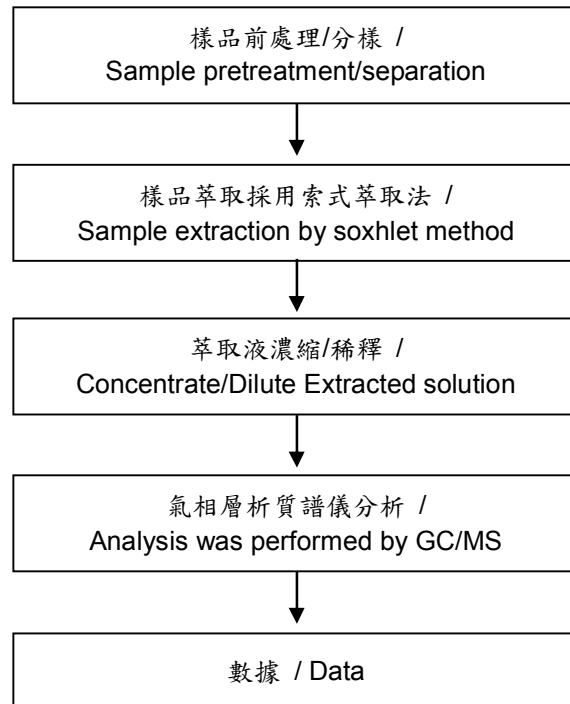 樣品前處理/分樣 /
Sample pretreatment/separation
樣品萃取採用索式萃取法 /
Sample extraction by soxhlet method
萃取液濃縮/稀釋 /
Concentrate/Dilute Extracted solution
氣相層析質譜儀分析 /
Analysis was performed by GC/MS
數據 / Data